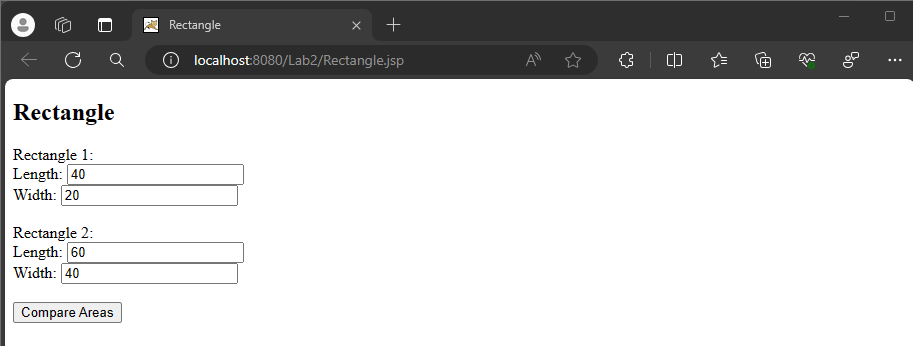 Rectangle
localhost:8080/Lab2/Rectangle.jsp
Rectangle
Rectangle 1:
Length: 40
Width: 20
Rectangle 2:
Length: 60
Width: 40
Compare Areas